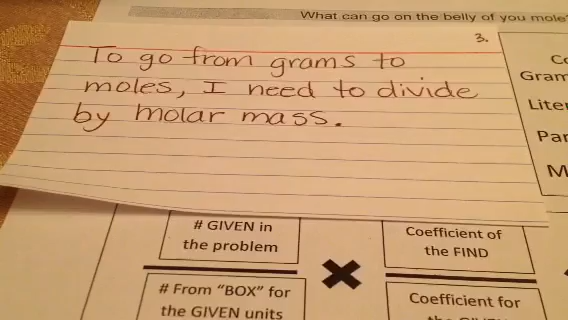 What can go on the belly of you mole
3.
To go from grams to
moles, I need to divide
by molar mass.
Gram
Liter
Par
M
# GIVEN in
the problem
Coefficient of
the FIND
# From “BOX” for
the GIVEN units
Coefficient for